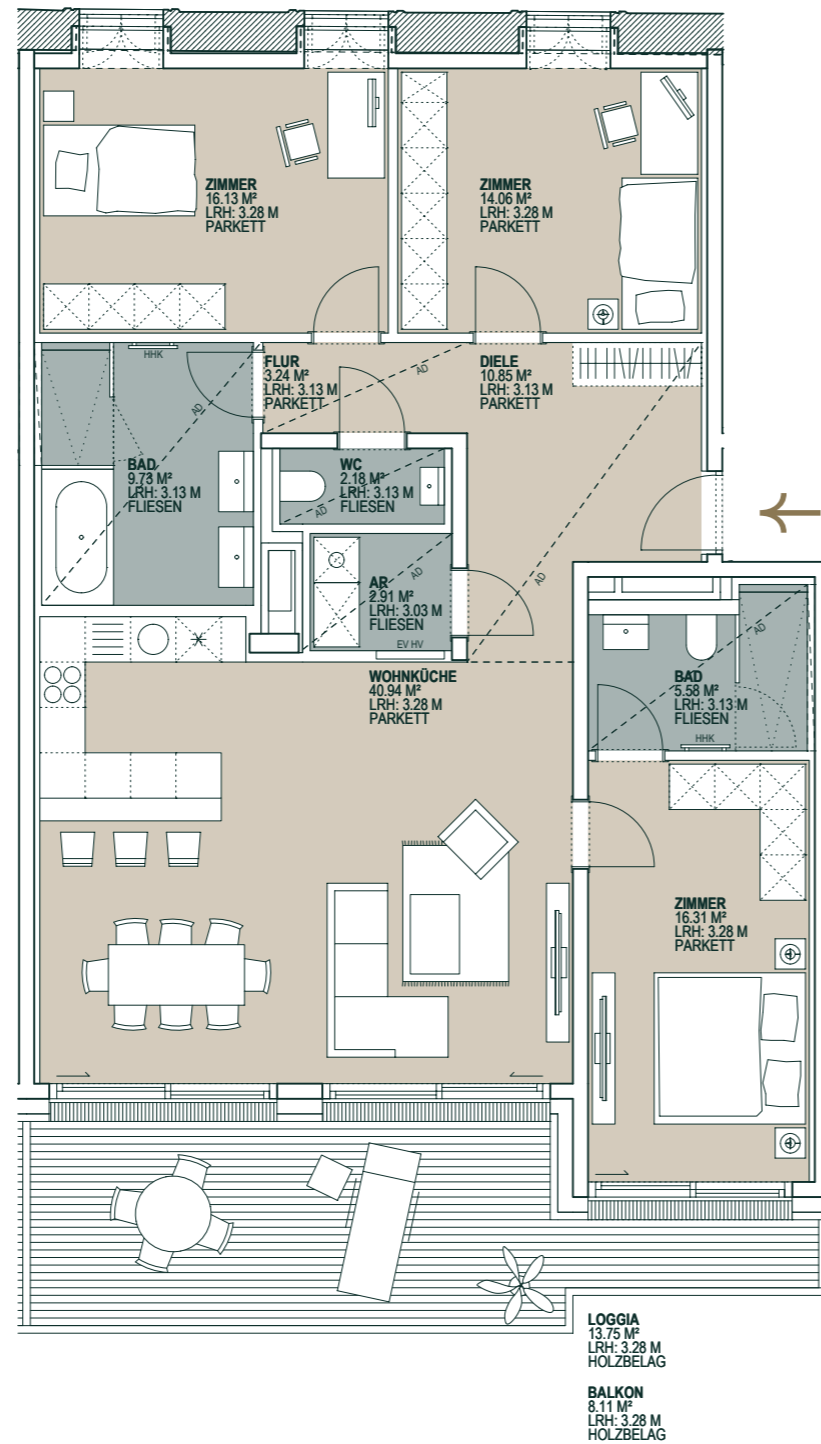 ZIMMER
16.13 M²
LRH: 3.28 M
PARKETT
ZIMMER
14.06 M²
LRH: 3.28 M
PARKETT
HHK
AD
FLUR
3.24 M²
LRH: 3.13 M
PARKETT
AD
DIELE
10.85 M²
LRH: 3.13 M
PARKETT
BAD
9.73 M²
LRH: 3.13 M
FLIESEN
WC
2.18 M²
LRH: 3.13 M
FLIESEN
AD
AR
2.91 M²
LRH: 3.03 M
FLIESEN
AD
EV HV
AD
WOHNKÜCHE
40.94 M²
LRH: 3.28 M
PARKETT
BAD
5.58 M²
LRH: 3.13 M
FLIESEN
AD
HHK
ZIMMER
16.31 M²
LRH: 3.28 M
PARKETT
LOGGIA
13.75 M²
LRH: 3.28 M
HOLZBELAG
BALKON
8.11 M²
LRH: 3.28 M
HOLZBELAG